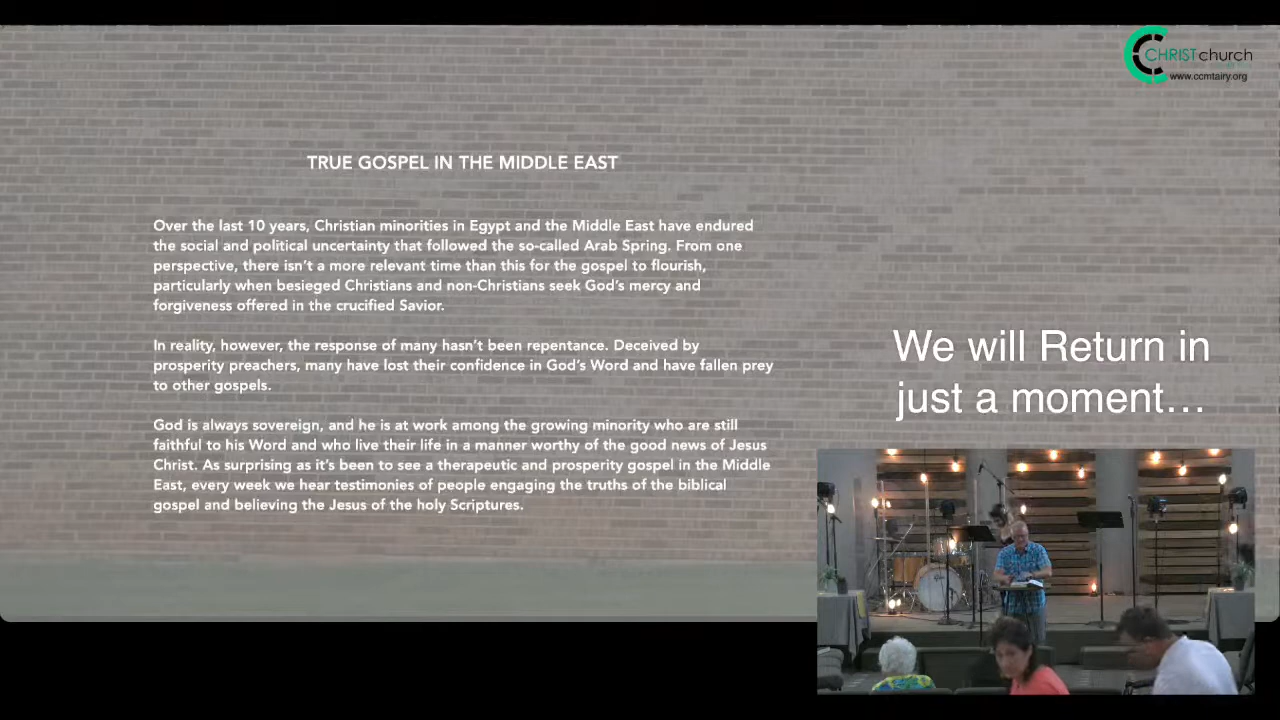 CHRIST church
www.ccmtairy.org
TRUE GOSPEL IN THE MIDDLE EAST
Over the last 10 years, Christian minorities in Egypt and the Middle East have endured
the social and political uncertainty that followed the so-called Arab Spring. From one
perspective, there isn't a more relevant time than this for the gospel to flourish,
particularly when besieged Christians and non-Christians seek God's mercy and
forgiveness offered in the crucified Savior.
In reality, however, the response of many hasn't been repentance. Deceived by
prosperity preachers, many have lost their confidence in God's Word and have fallen prey
to other gospels.
God is always sovereign, and he is at work among the growing minority who are still
faithful to his Word and who live their life in a manner worthy of the good news of Jesus
Christ. As surprising as it's been to see a therapeutic and prosperity gospel in the Middle
East, every week we hear testimonies of people engaging the truths of the biblical
gospel and believing the Jesus of the holy Scriptures.
We will Return in
just a moment…